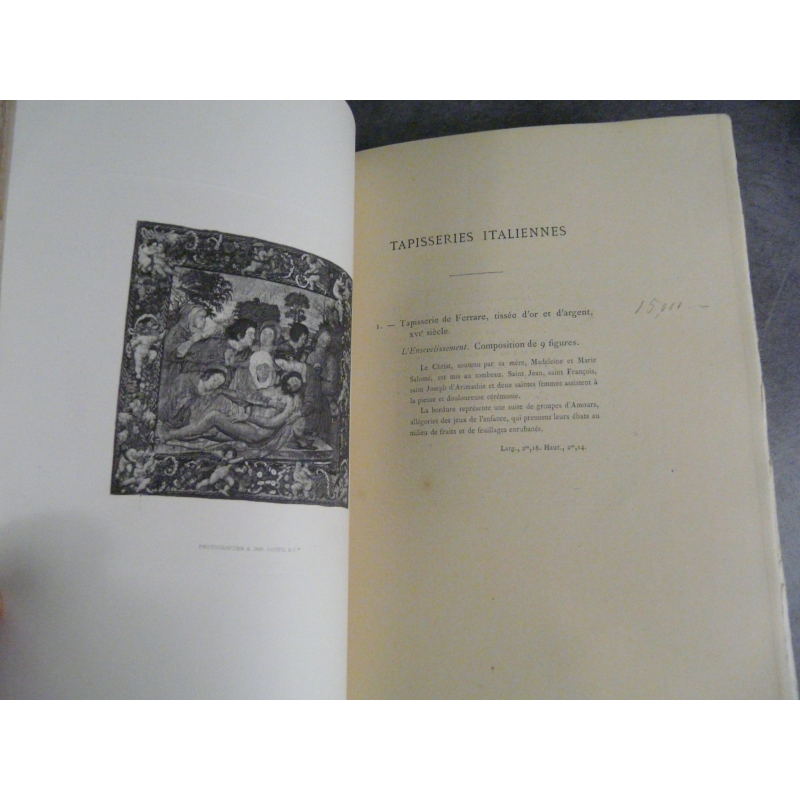 TAPISSERIES ITALIENNES
1. — Tapisserie de Ferrare, tissée d'or et d'argent,
XVIe siècle.
L'Ensevelissement. Composition de 9 figures.
Le Christ, soutenu par sa mère, Madeleine et Marie
Salomé, est mis au tombeau. Saint Jean, saint François,
saint Joseph d'Arimathie et deux saintes femmes assistent à
la pieuse et douloureuse cérémonie.
La bordure représente une suite de groupes d'Amours,
allégories des jeux de l'enfance, qui prennent leurs ébats au
milieu de fruits et de feuillages enrubanés.
Larg., 2m,18. Haut., 2m,14.